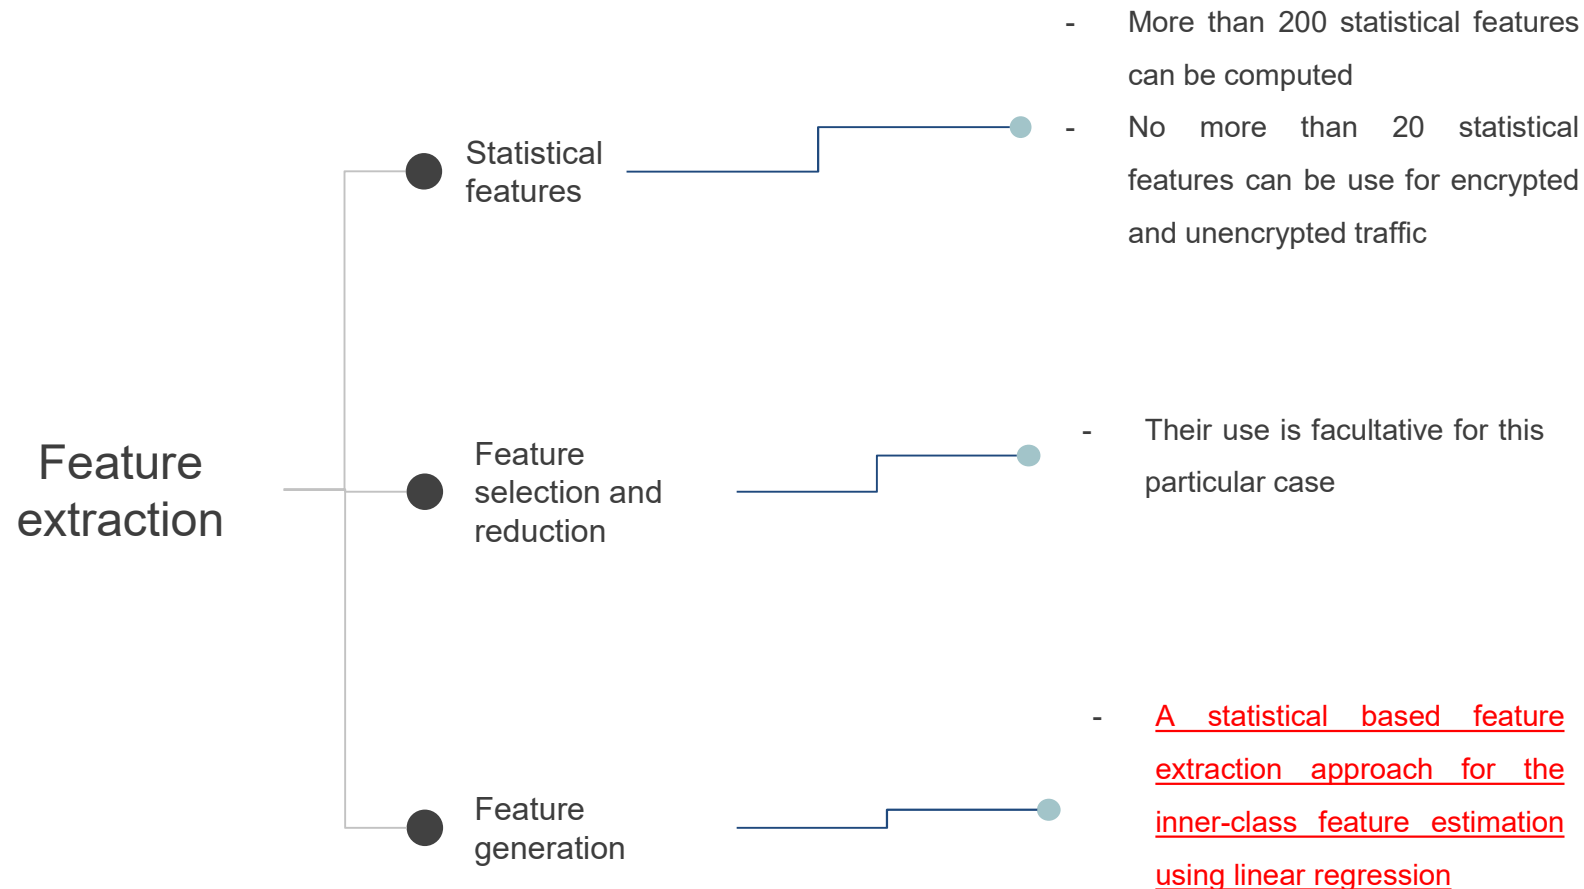 Feature
extraction
Statistical
features
- More than 200 statistical features
can be computed
- No more than 20 statistical
features can be use for encrypted
and unencrypted traffic
Feature
selection and
reduction
- Their use is facultative for this
particular case
Feature
generation
- A statistical based feature
extraction approach for the
inner-class feature estimation
using linear regression